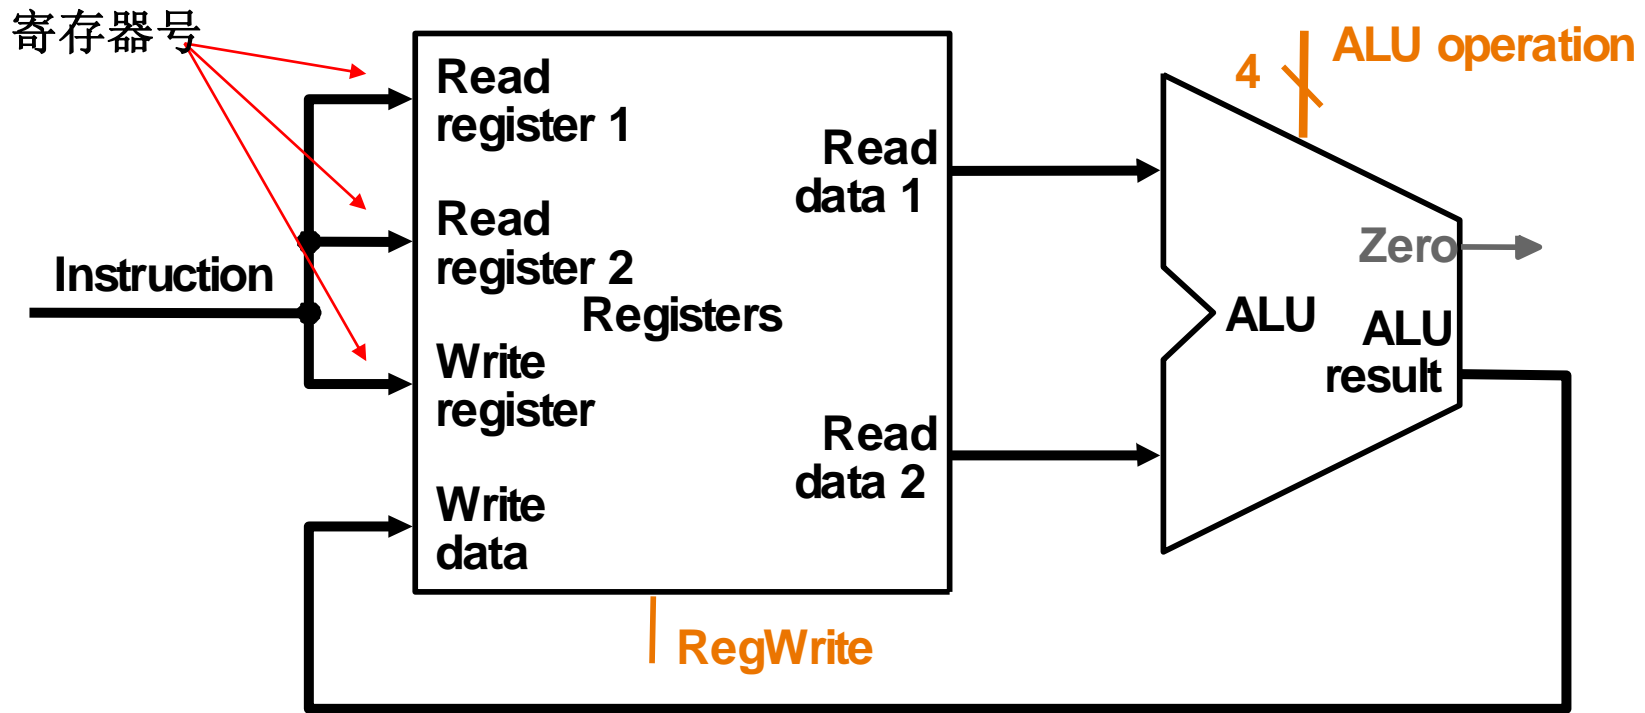 寄存器号
ALU operation
4
Read
register 1
Read
data 1
Read
register 2
Zero
Instruction
Registers
ALU
ALU
result
Write
register
Read
data 2
Write
data
RegWrite